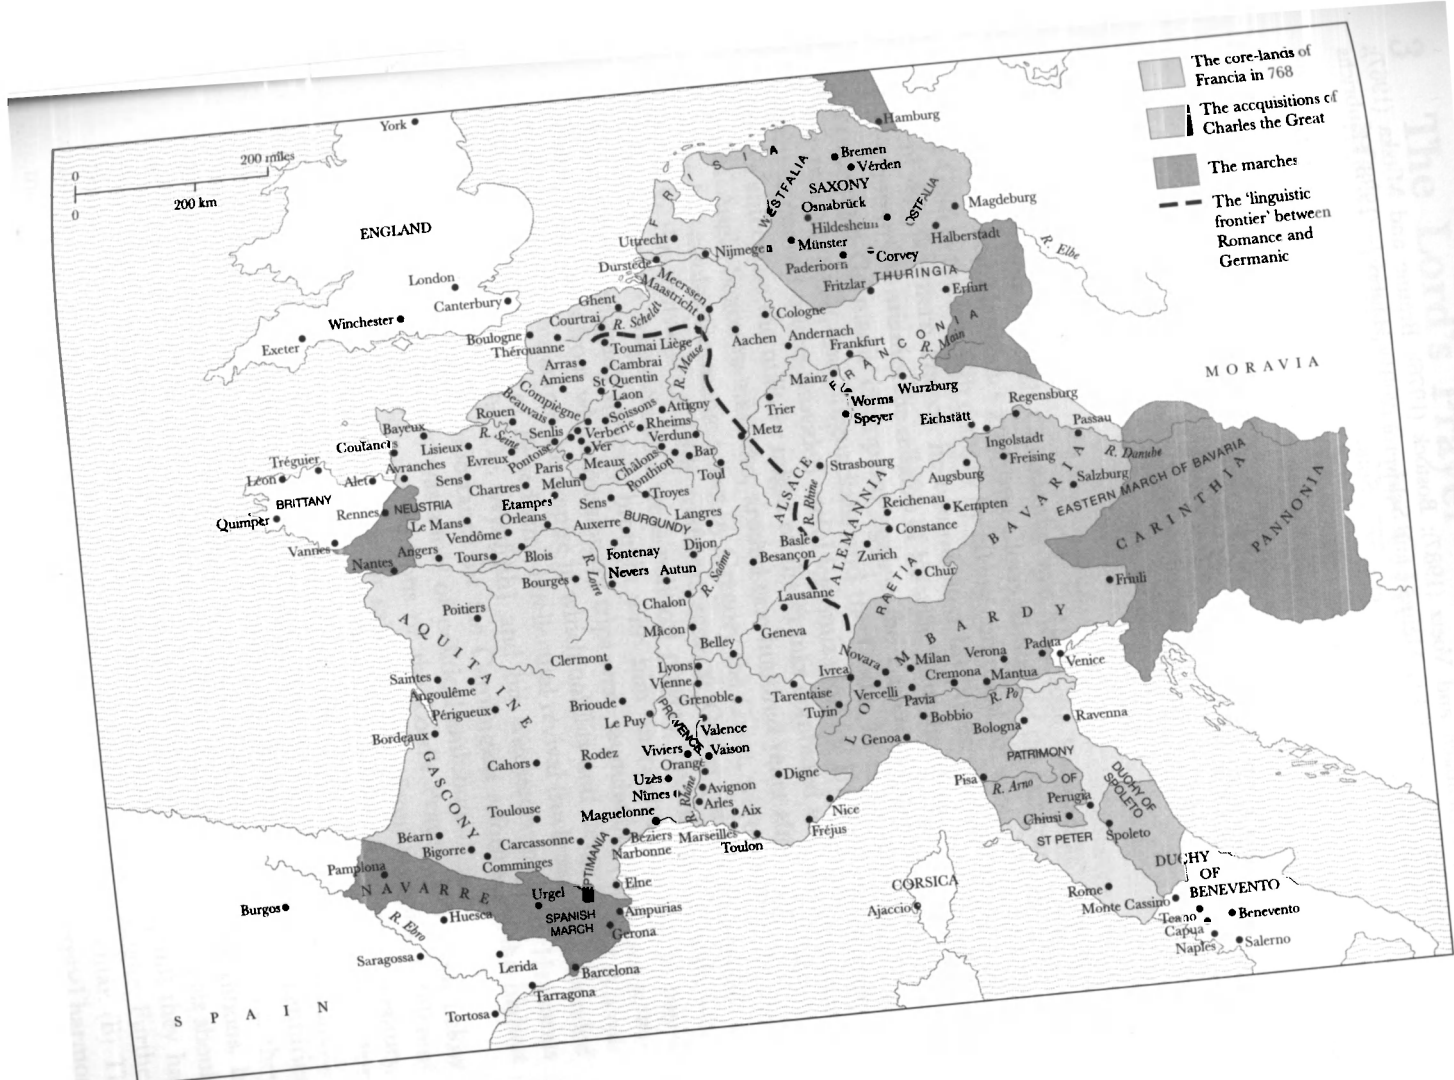 The core-lands of
Francia in 768
The accquisitions of
Charles the Great
The marches
The 'linguistic
frontier' between
Romance and
Germanic
York
0
200 miles
0
200 km
ENGLAND
London
Canterbury
Winchester
Exeter
Hamburg
FRISIA
WESTFALIA
Bremen
Verden
SAXONY
Osnabrück
OSTFALIA
Hildesheim
Magdeburg
Halberstadt
Uttrecht
Nijmegen
Münster
Corvey
Durstede
Paderborn
R. Elbe
Meerssen
Maastricht
Fritzlar
THURINGIA
Erfurt
Ghent
Courtrai
R. Scheldt
Cologne
Boulogne
Thérouanne
Tournai
Liège
Aachen
Andernach
Frankfurt
FRANCONIA
R. Main
Arras
Cambrai
R. Meuse
Amiens
St Quentin
Mainz
Wurzburg
MORAVIA
Compiègne
Laon
Worms
Beauvais
Soissons
Attigny
Trier
Speyer
Eichstätt
Regensburg
Rouen
R. Seine
Senlis
Verberie
Rheims
Passau
Bayeux
Pontoise
Ver
Verdun
Metz
Ingolstadt
Coutances
Lisieux
Evreux
Paris
Meaux
Châlons
Bar
Freising
R. Danube
Tréguier
Avranches
Ponthion
Toul
Strasbourg
Augsburg
Salzburg
Léon
Alet
Sens
Chartres
Melun
Troyes
ALSACE
R. Rhine
EASTERN MARCH OF BAVARIA
BRITTANY
Etampes
Sens
Reichenau
Kempten
BAVARIA
CARINTHIA
PANNONIA
Quimper
Rennes
NEUSTRIA
Le Mans
Orleans
Auxerre
BURGUNDY
Langres
Constance
ALEMANNIA
Vendôme
Basle
Vannes
Angers
Tours
Blois
Fontenay
Dijon
Besançon
Zurich
Nantes
R. Loire
Nevers
Autun
R. Saône
Chur
RAETIA
Friuli
Bourges
Chalon
Lausanne
Poitiers
Mâcon
Geneva
LOMBARDY
AQUITAINE
Belley
Novara
Milan
Verona
Padua
Venice
Clermont
Lyons
Ivrea
Cremona
Mantua
Saintes
Vienne
Tarentaise
Vercelli
Pavia
R. Po
Angoulême
Grenoble
Turin
Périgueux
Brioude
PROVENCE
Bobbio
Bologna
Ravenna
Le Puy
Valence
Bordeaux
Genoa
GASCONY
Viviers
Vaison
PATRIMONY
Cahors
Rodez
Orange
OF
DUCHY OF
SPOLETO
Uzès
Digne
Pisa
R. Arno
Nîmes
R. Rhône
Avignon
Perugia
Toulouse
Maguelonne
Arles
Aix
Nice
Chiusi
Béarn
Carcassonne
Béziers
Marseilles
Fréjus
ST PETER
Spoleto
Bigorre
Comminges
Narbonne
Toulon
Pamplona
SEPTIMANIA
DUCHY
OF
BENEVENTO
NAVARRE
Urgel
Elne
CORSICA
Rome
Monte Cassino
Burgos
Huesca
SPANISH
MARCH
Ampurias
Ajaccio
Teano
Benevento
R. Ebro
Gerona
Capua
Saragossa
Lerida
Barcelona
Naples
Salerno
Tarragona
SPAIN
Tortosa